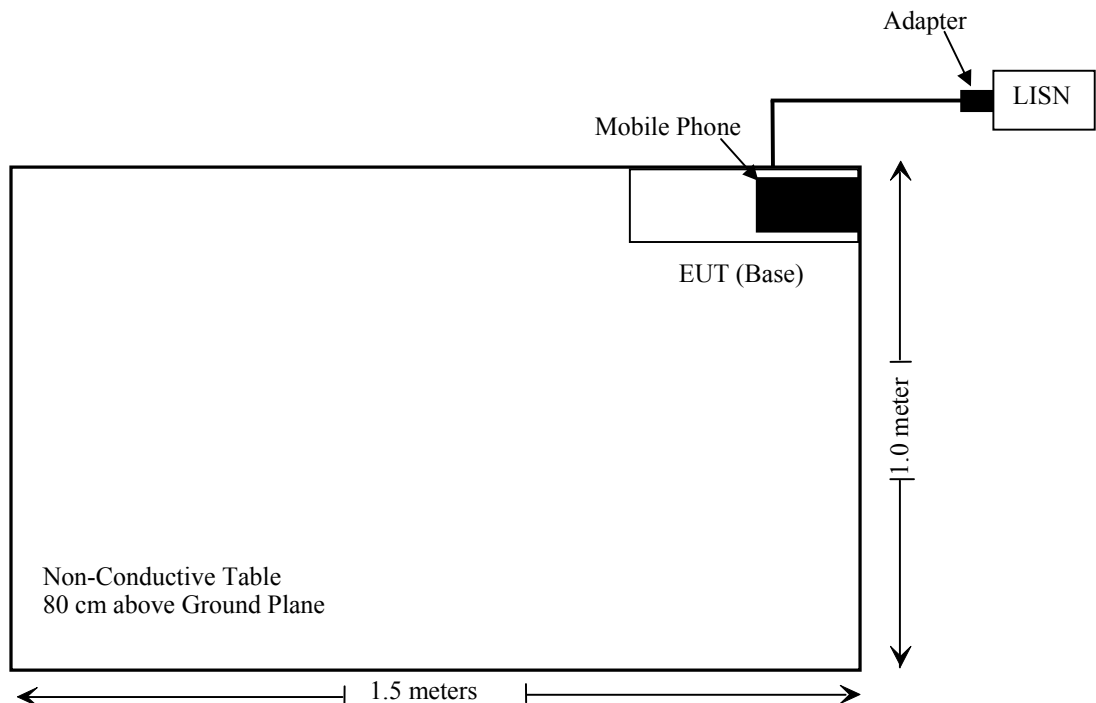 Adapter
LISN
Mobile Phone
EUT (Base)
1.0 meter
Non-Conductive Table
80 cm above Ground Plane
1.5 meters